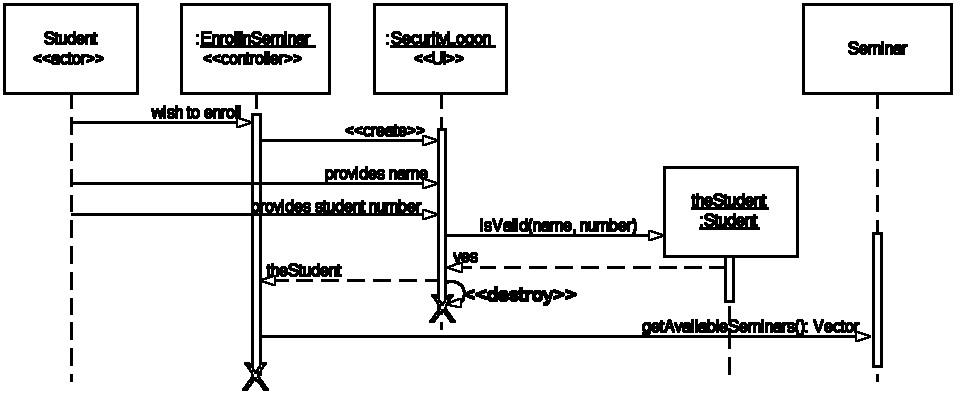 Student
<<actor>>
:EnrollInSeminar
<<controller>>
:SecurityLogon
<<UI>>
Seminar
wish to enroll
<<create>>
provides name
provides student number
isValid(name, number)
theStudent
:Student
yes
theStudent
<<destroy>>
getAvailableSeminars(): Vector